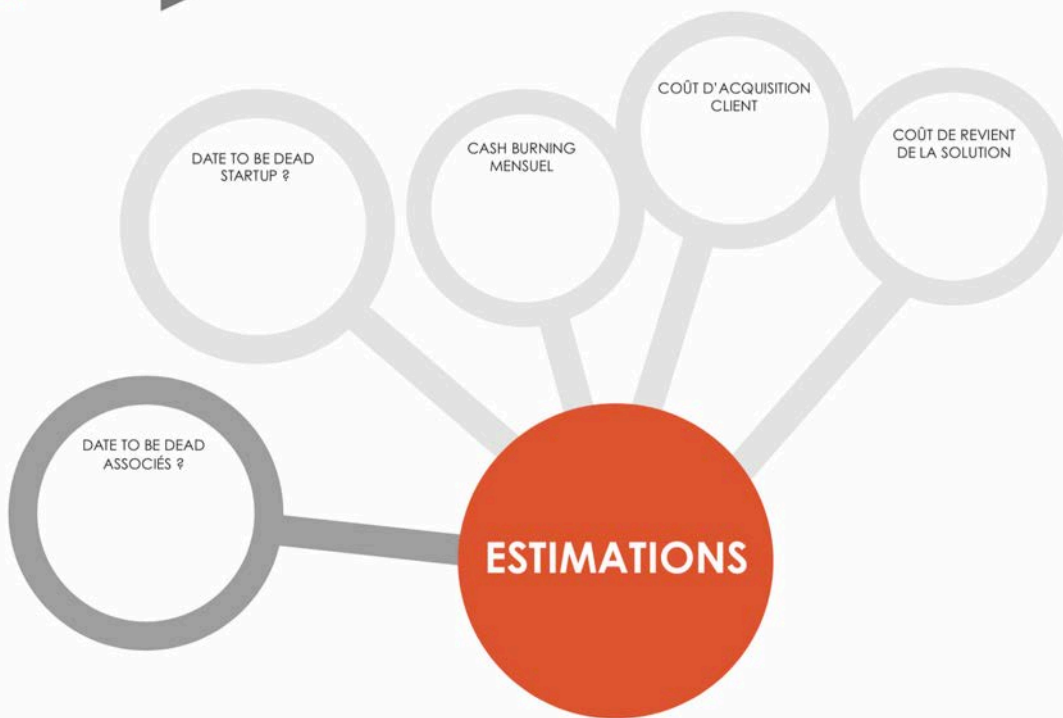 COÛT D'ACQUISITION
CLIENT
COÛT DE REVIENT
DE LA SOLUTION
CASH BURNING
MENSUEL
DATE TO BE DEAD
STARTUP ?
DATE TO BE DEAD
ASSOCIÉS ?
ESTIMATIONS